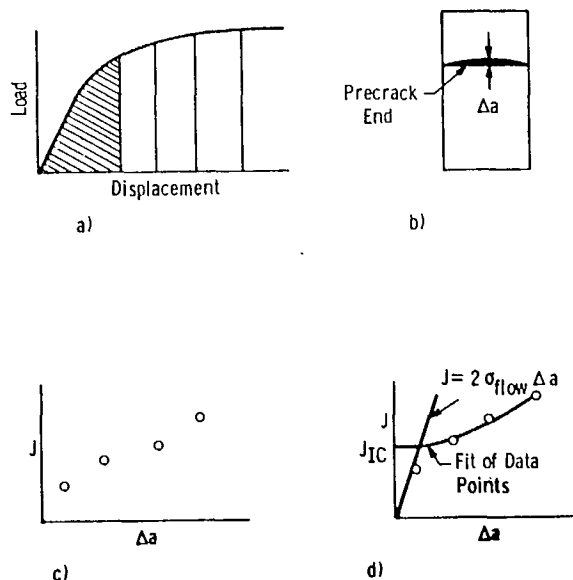 Load
Displacement
a)
Precrack
End
Δa
b)
J
Δa
c)
J = 2 σflow Δa
J
JIC
Fit of Data
Points
Δa
d)